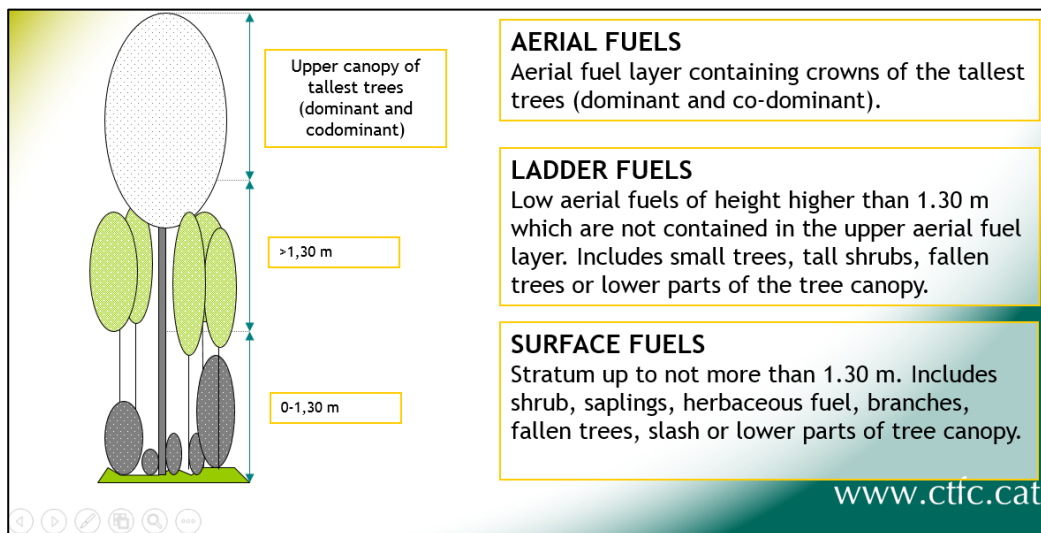 Upper canopy of
tallest trees
(dominant and
codominant)
>1,30 m
0-1,30 m
AERIAL FUELS
Aerial fuel layer containing crowns of the tallest
trees (dominant and co-dominant).
LADDER FUELS
Low aerial fuels of height higher than 1.30 m
which are not contained in the upper aerial fuel
layer. Includes small trees, tall shrubs, fallen
trees or lower parts of the tree canopy.
SURFACE FUELS
Stratum up to not more than 1.30 m. Includes
shrub, saplings, herbaceous fuel, branches,
fallen trees, slash or lower parts of tree canopy.
www.ctfc.cat